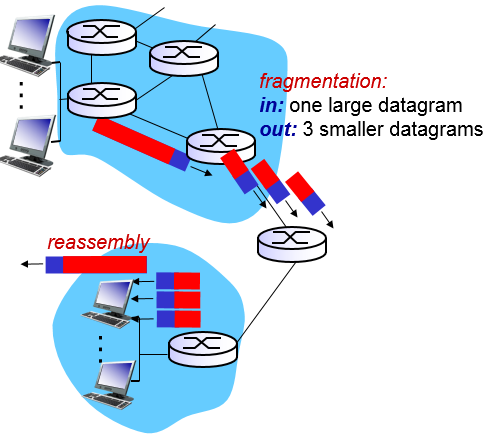 fragmentation:
in: one large datagram
out: 3 smaller datagrams
reassembly